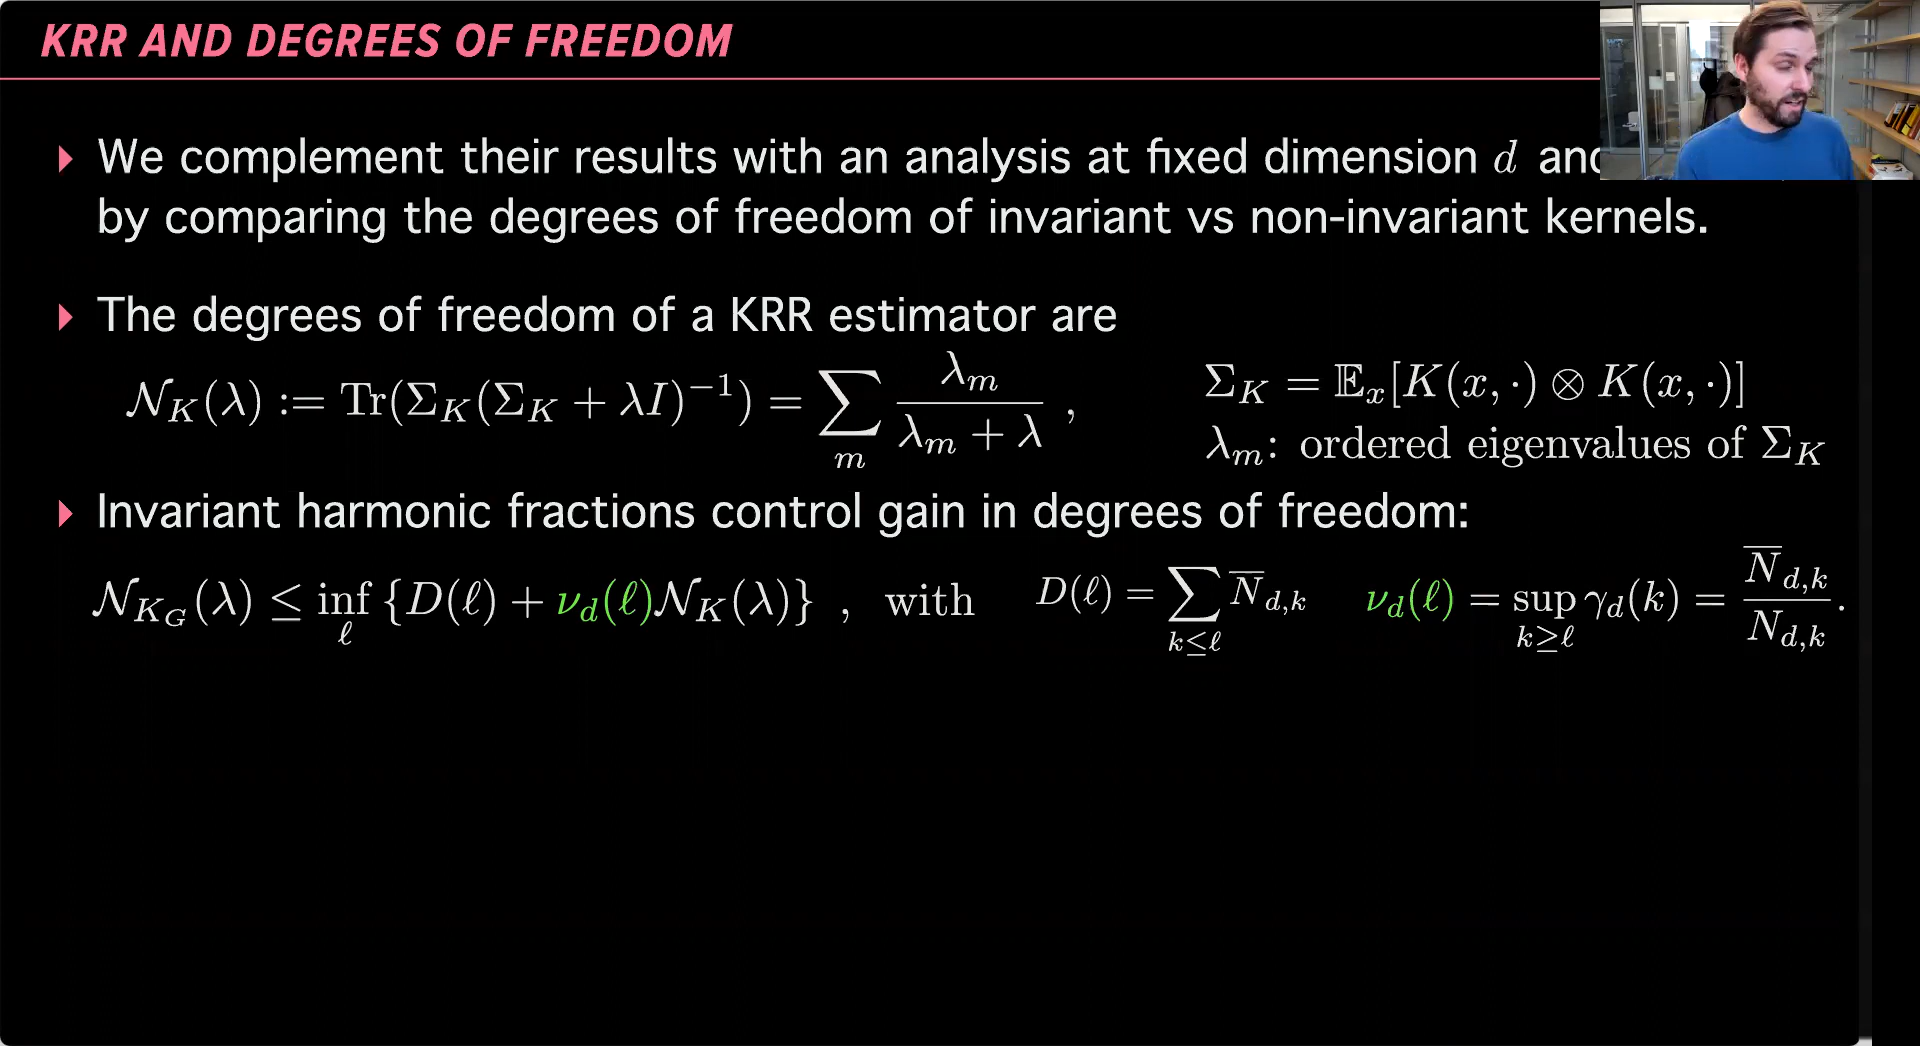 KRR AND DEGREES OF FREEDOM
We complement their results with an analysis at fixed dimension d
by comparing the degrees of freedom of invariant vs non-invariant kernels.
The degrees of freedom of a KRR estimator are
𝒩_K(λ) := Tr(Σ_K(Σ_K + λI)^{-1}) = ∑_m λ_m / (λ_m + λ) , Σ_K = 𝔼_x[K(x, ·) ⊗ K(x, ·)]
λ_m: ordered eigenvalues of Σ_K
Invariant harmonic fractions control gain in degrees of freedom:
𝒩_{K_G}(λ) ≤ inf_ℓ {D(ℓ) + ν_d(ℓ)𝒩_K(λ)} , with D(ℓ) = ∑_{k≤ℓ} N̅_{d,k} ν_d(ℓ) = sup_{k≥ℓ} γ_d(k) = N̅_{d,k} / N_{d,k} .